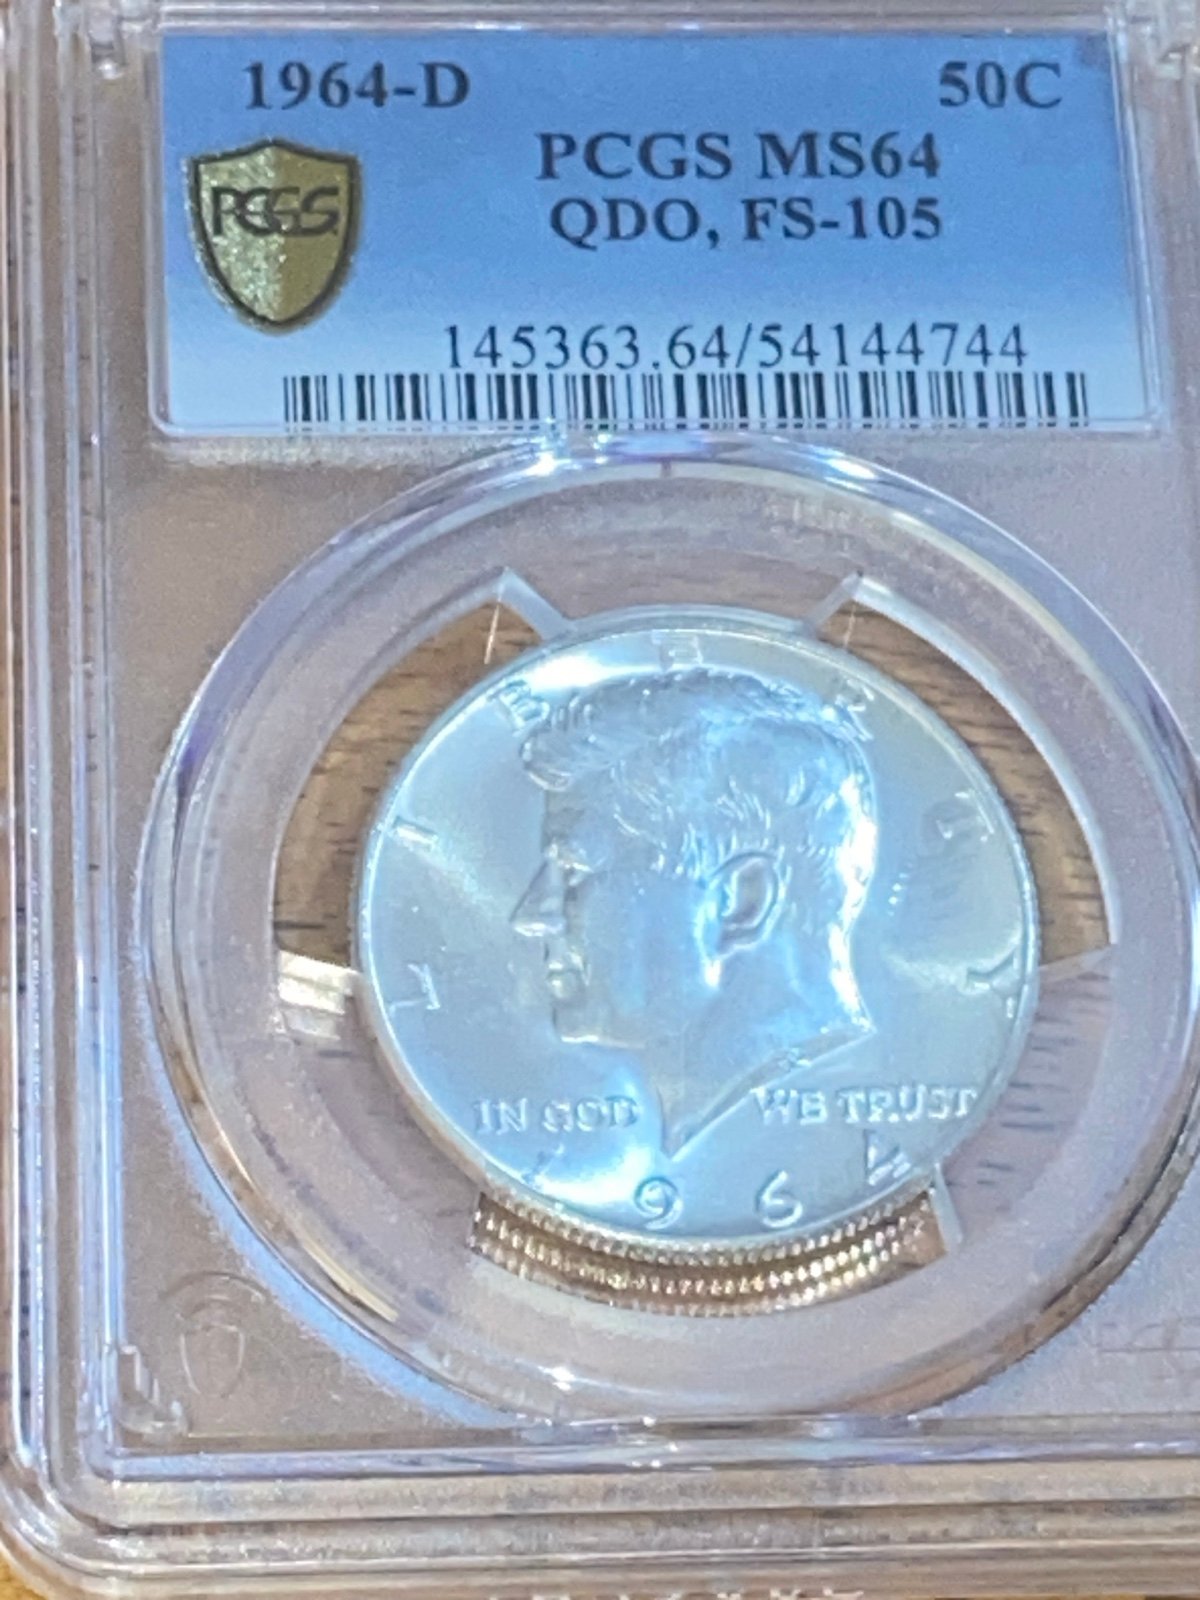 1964-D 50C
PCGS MS64
PCGS
QDO, FS-105
145363.64/54144744
LIBERTY
IN GOD WE TRUST
1964